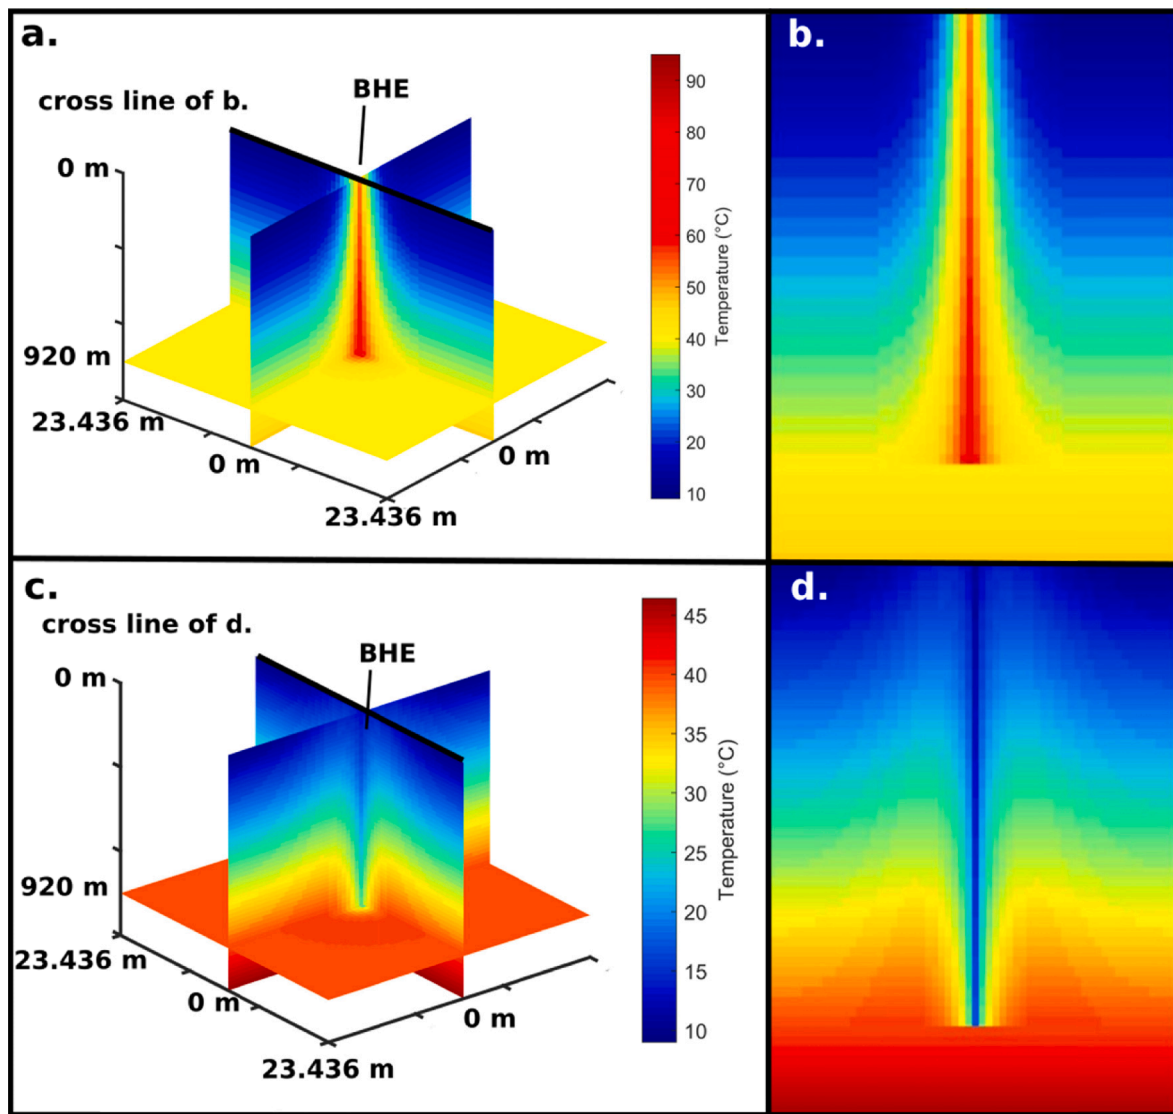 a.
BHE
cross line of b.
0 m
920 m
23.436 m
0 m
0 m
23.436 m
90
80
70
60
50
40
30
20
10
Temperature (°C)
b.
c.
cross line of d.
BHE
0 m
920 m
23.436 m
0 m
0 m
23.436 m
45
40
35
30
25
20
15
10
Temperature (°C)
d.